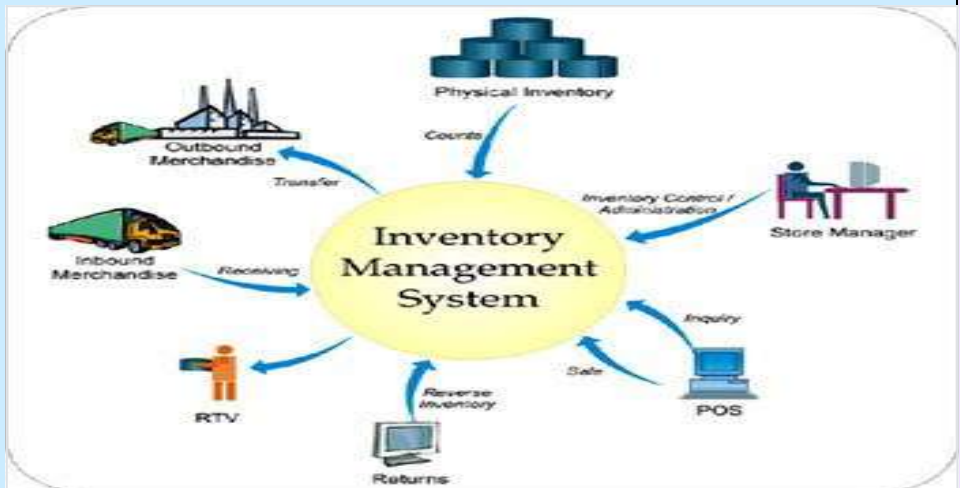 Physical Inventory
Counts
Outbound
Merchandise
Transfer
Inventory Control /
Administration
Store Manager
Inventory
Management
System
Inbound
Merchandise
Receiving
Inquiry
Sale
POS
RTV
Reverse
Inventory
Returns